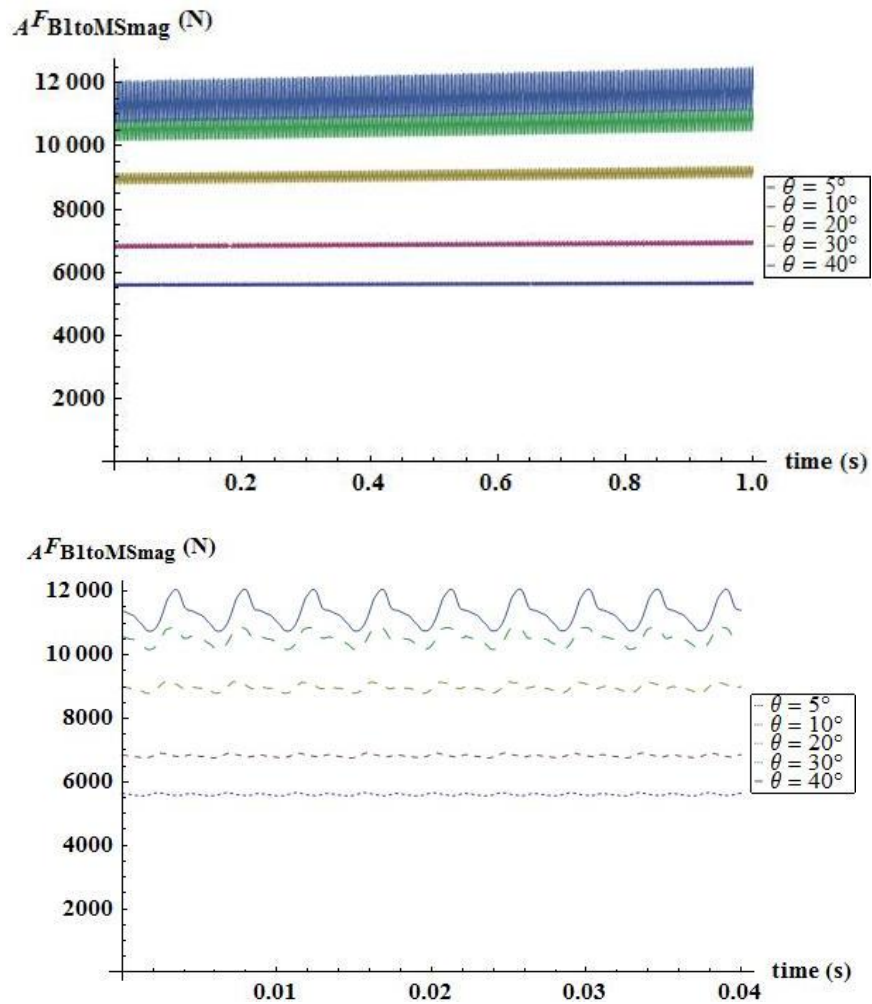 AFB1toMSmag (N)
12 000
10 000
8000
6000
4000
2000
0.2 0.4 0.6 0.8 1.0
time (s)
– θ = 5°
– θ = 10°
– θ = 20°
– θ = 30°
– θ = 40°
AFB1toMSmag (N)
12 000
10 000
8000
6000
4000
2000
0.01 0.02 0.03 0.04
time (s)
θ = 5°
θ = 10°
θ = 20°
θ = 30°
θ = 40°